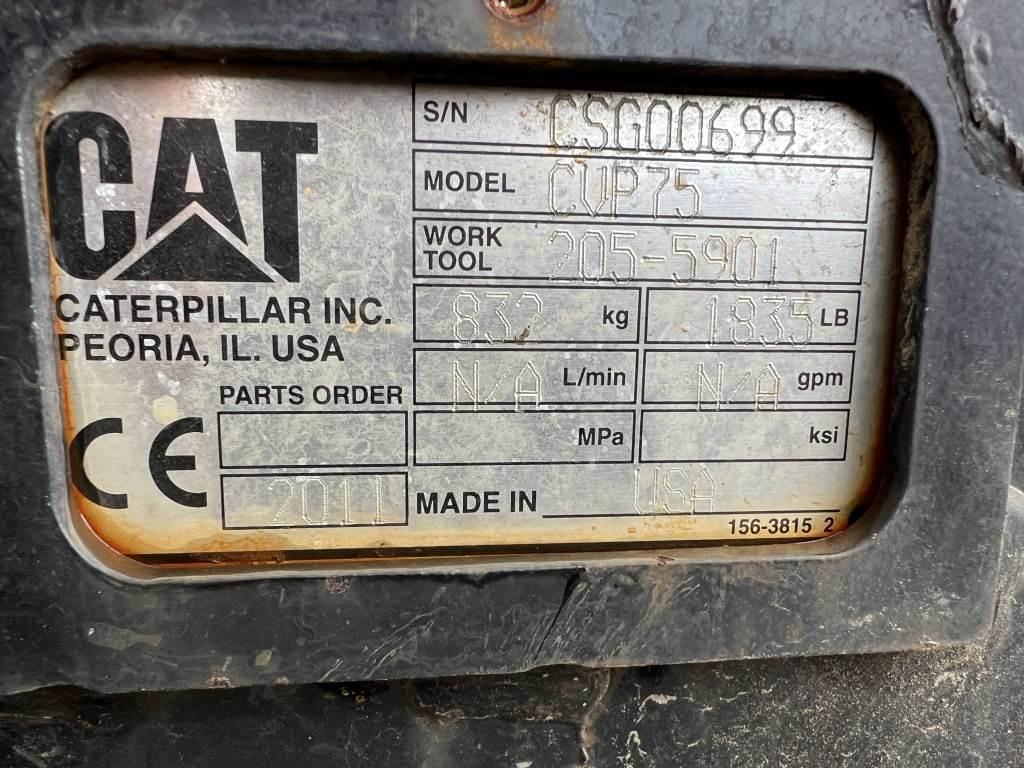 CAT
CATERPILLAR INC.
PEORIA, IL. USA
S/N CSG00699
MODEL CVP75
WORK TOOL 205-5901
832 kg 1835 LB
N/A L/min N/A gpm
PARTS ORDER
MPa ksi
CE
2011 MADE IN USA
156-3815 2